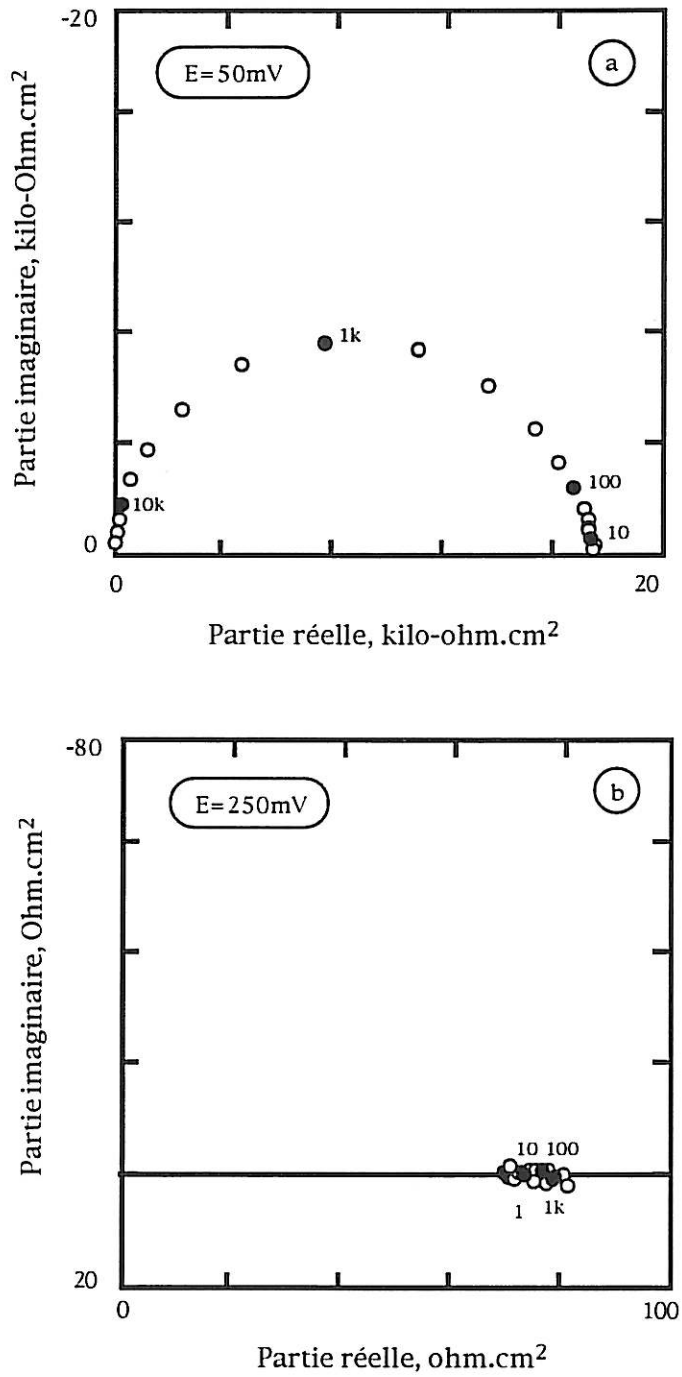 -20
E=50mV
a
Partie imaginaire, kilo-Ohm.cm²
1k
10k
100
10
0
0
20
Partie réelle, kilo-ohm.cm²
-80
E=250mV
b
Partie imaginaire, Ohm.cm²
10 100
1 1k
20
0
100
Partie réelle, ohm.cm²